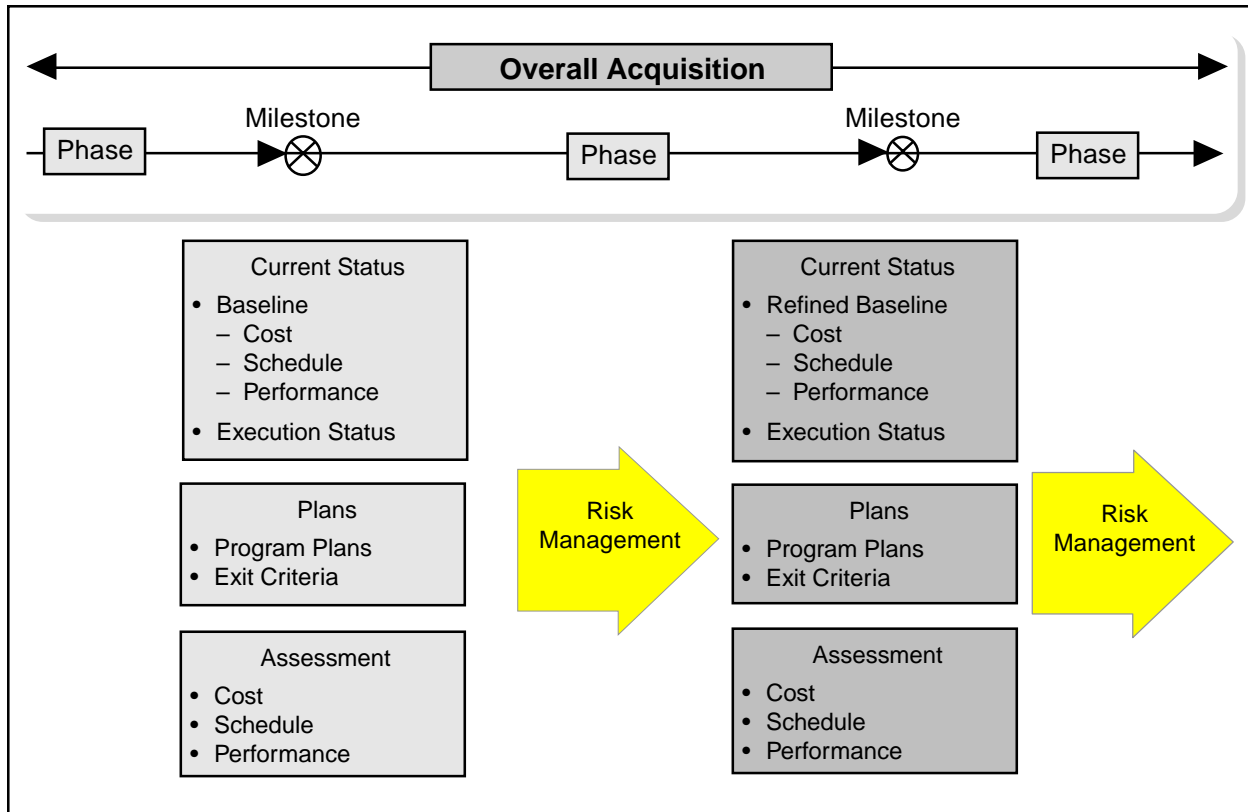 Overall Acquisition
Milestone
Milestone
Phase
Phase
Phase
Current Status
• Baseline
– Cost
– Schedule
– Performance
• Execution Status
Plans
• Program Plans
• Exit Criteria
Assessment
• Cost
• Schedule
• Performance
Risk
Management
Current Status
• Refined Baseline
– Cost
– Schedule
– Performance
• Execution Status
Plans
• Program Plans
• Exit Criteria
Assessment
• Cost
• Schedule
• Performance
Risk
Management